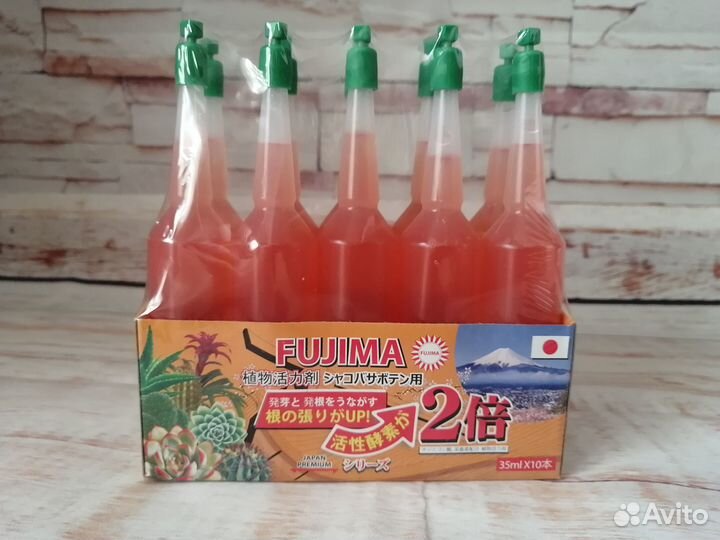 FUJIMA
FUJIMA
植物活力剤 シャコバサボテン用
発芽と 発根をうながす
根の張りがUP!
活性酵素が
2倍
JAPAN
PREMIUM
シリーズ
35ml X10本
Avito